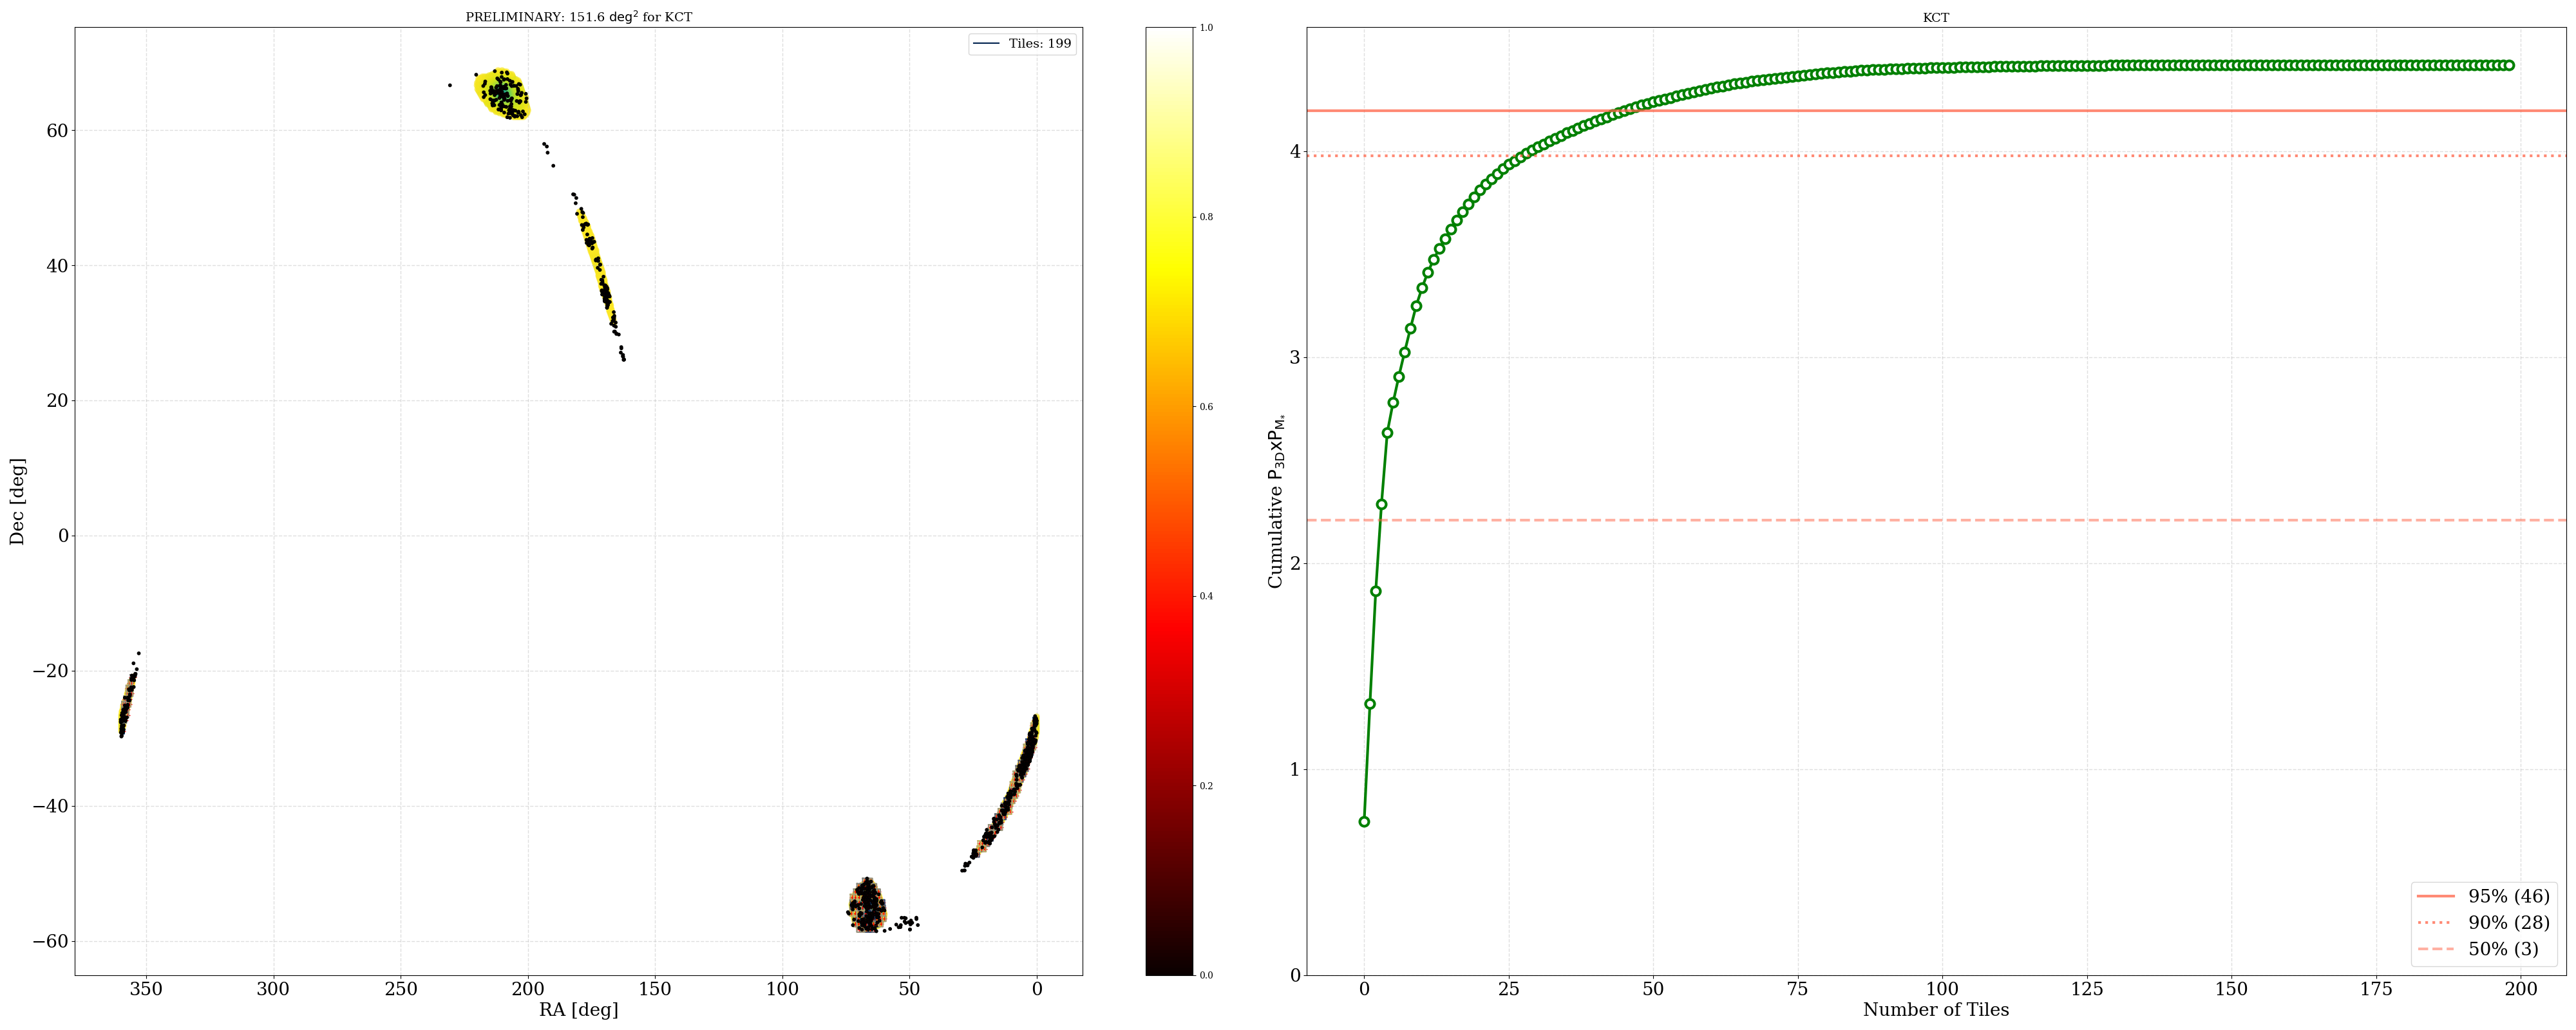 PRELIMINARY: 151.6 deg² for KCT
Tiles: 199
60
40
20
0
−20
−40
−60
Dec [deg]
350 300 250 200 150 100 50 0
RA [deg]
1.0
0.8
0.6
0.4
0.2
0.0
KCT
4
3
2
1
0
Cumulative P₃D x P_M*
0 25 50 75 100 125 150 175 200
Number of Tiles
95% (46)
90% (28)
50% (3)